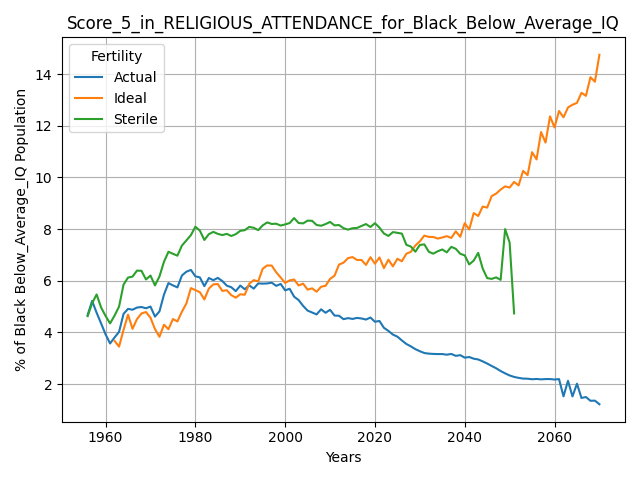 Score_5_in_RELIGIOUS_ATTENDANCE_for_Black_Below_Average_IQ
Fertility
Actual
Ideal
Sterile
% of Black Below_Average_IQ Population
14
12
10
8
6
4
2
1960 1980 2000 2020 2040 2060
Years